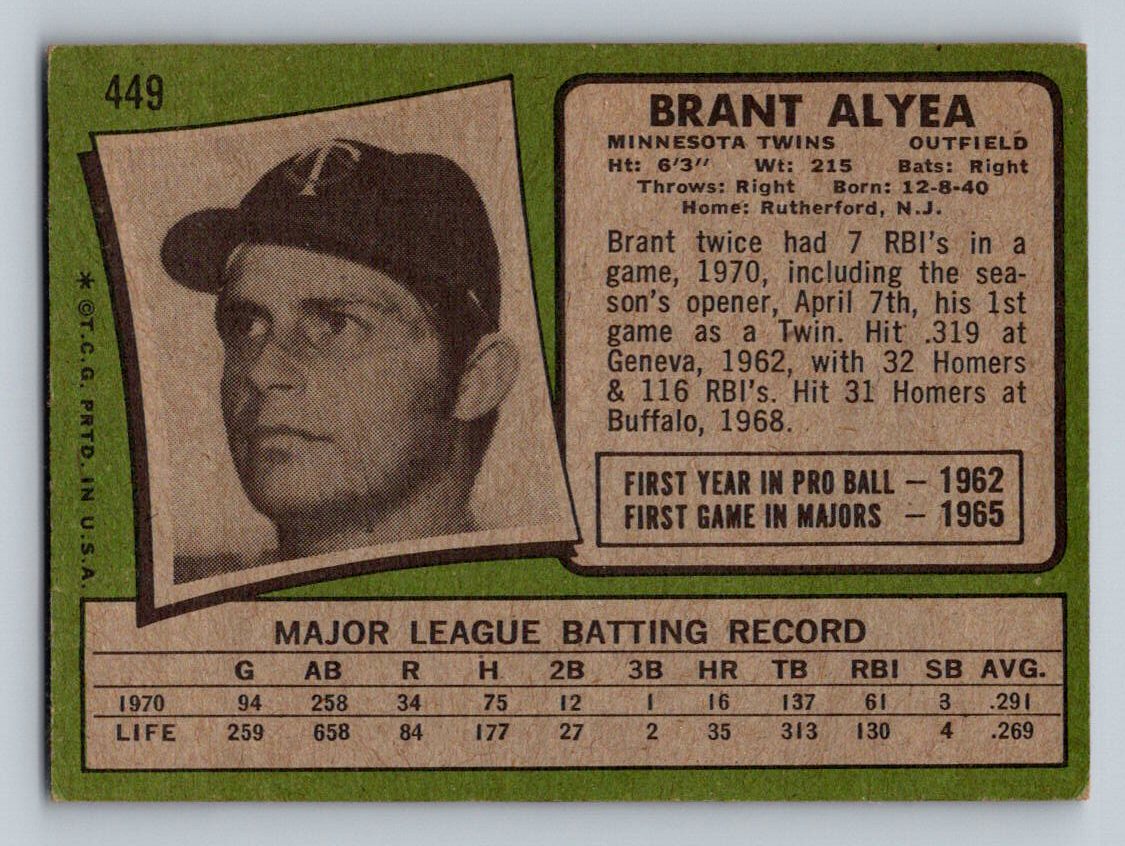 449
T
BRANT ALYEA
MINNESOTA TWINS OUTFIELD
Ht: 6'3" Wt: 215 Bats: Right
Throws: Right Born: 12-8-40
Home: Rutherford, N.J.
Brant twice had 7 RBI's in a
game, 1970, including the sea-
son's opener, April 7th, his 1st
game as a Twin. Hit .319 at
Geneva, 1962, with 32 Homers
& 116 RBI's. Hit 31 Homers at
Buffalo, 1968.
FIRST YEAR IN PRO BALL — 1962
FIRST GAME IN MAJORS — 1965
* ©T.C.G. PRTD. IN U.S.A.
MAJOR LEAGUE BATTING RECORD
G AB R H 2B 3B HR TB RBI SB AVG.
1970 94 258 34 75 12 1 16 137 61 3 .291
LIFE 259 658 84 177 27 2 35 313 130 4 .269